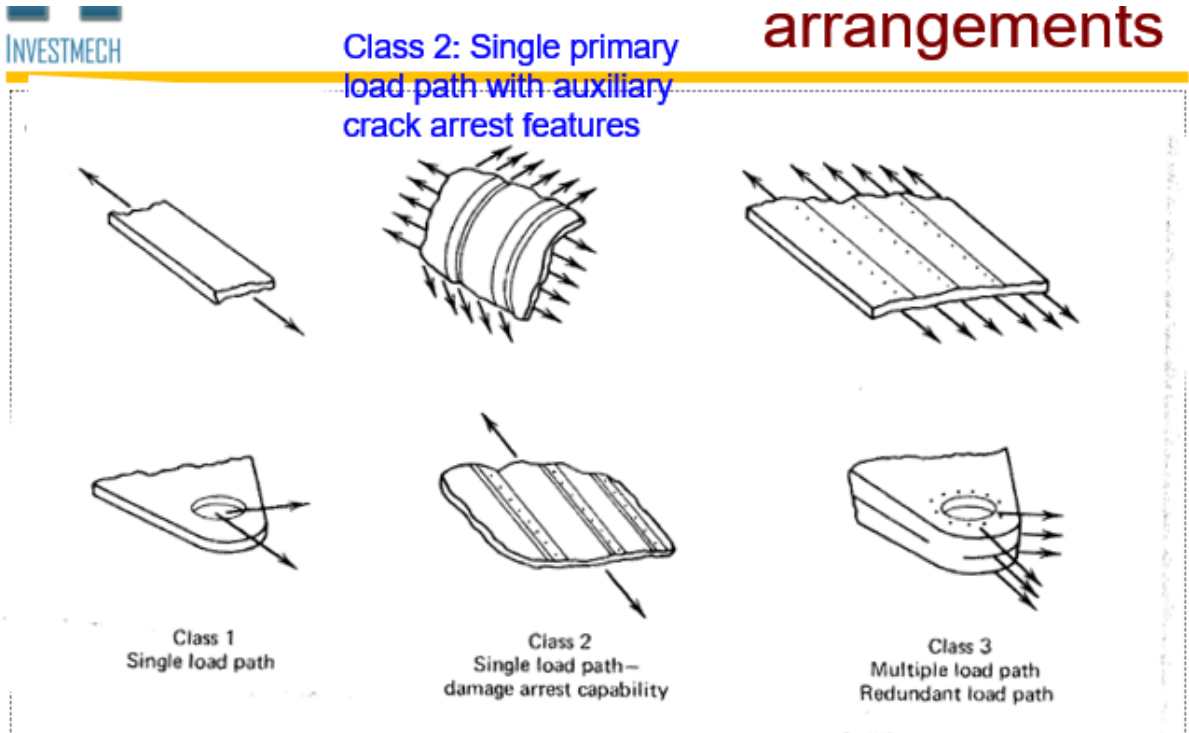 arrangements
INVESTMECH
Class 2: Single primary
load path with auxiliary
crack arrest features
Class 1
Single load path
Class 2
Single load path—
damage arrest capability
Class 3
Multiple load path
Redundant load path